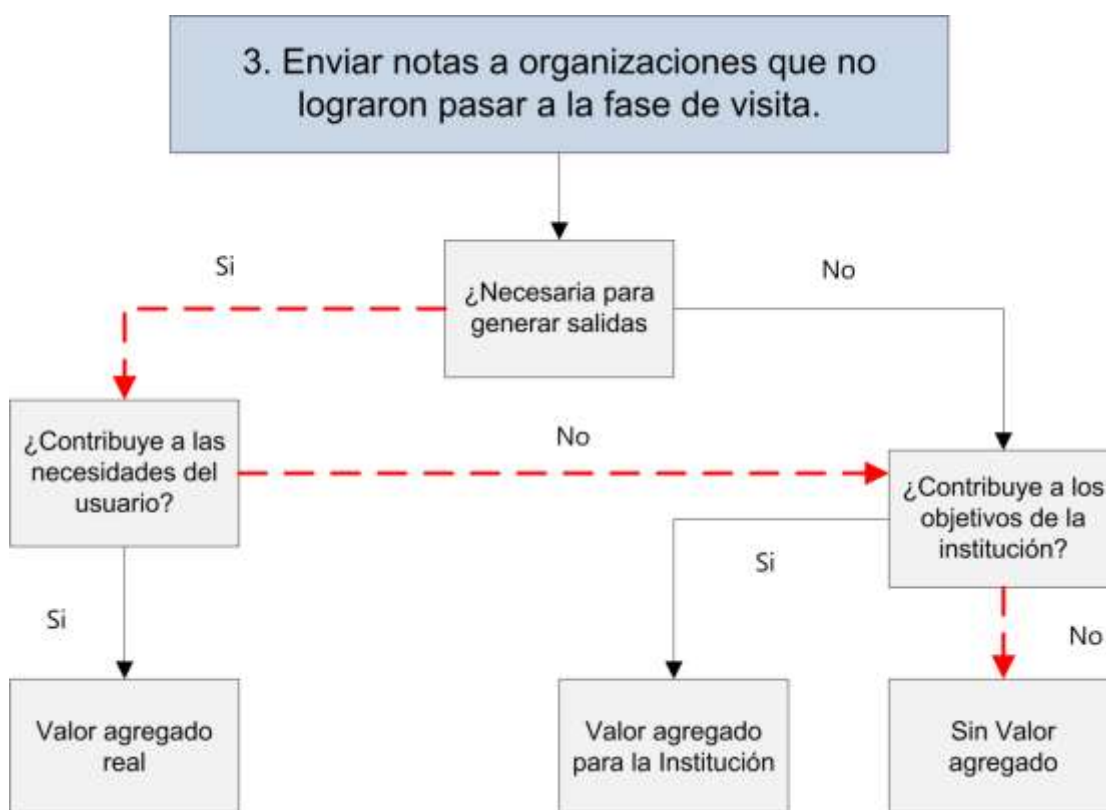 3. Enviar notas a organizaciones que no
lograron pasar a la fase de visita.
Si
No
¿Necesaria para
generar salidas
¿Contribuye a las
necesidades del
usuario?
No
¿Contribuye a los
objetivos de la
institución?
Si
Si
No
Valor agregado
real
Valor agregado
para la Institución
Sin Valor
agregado